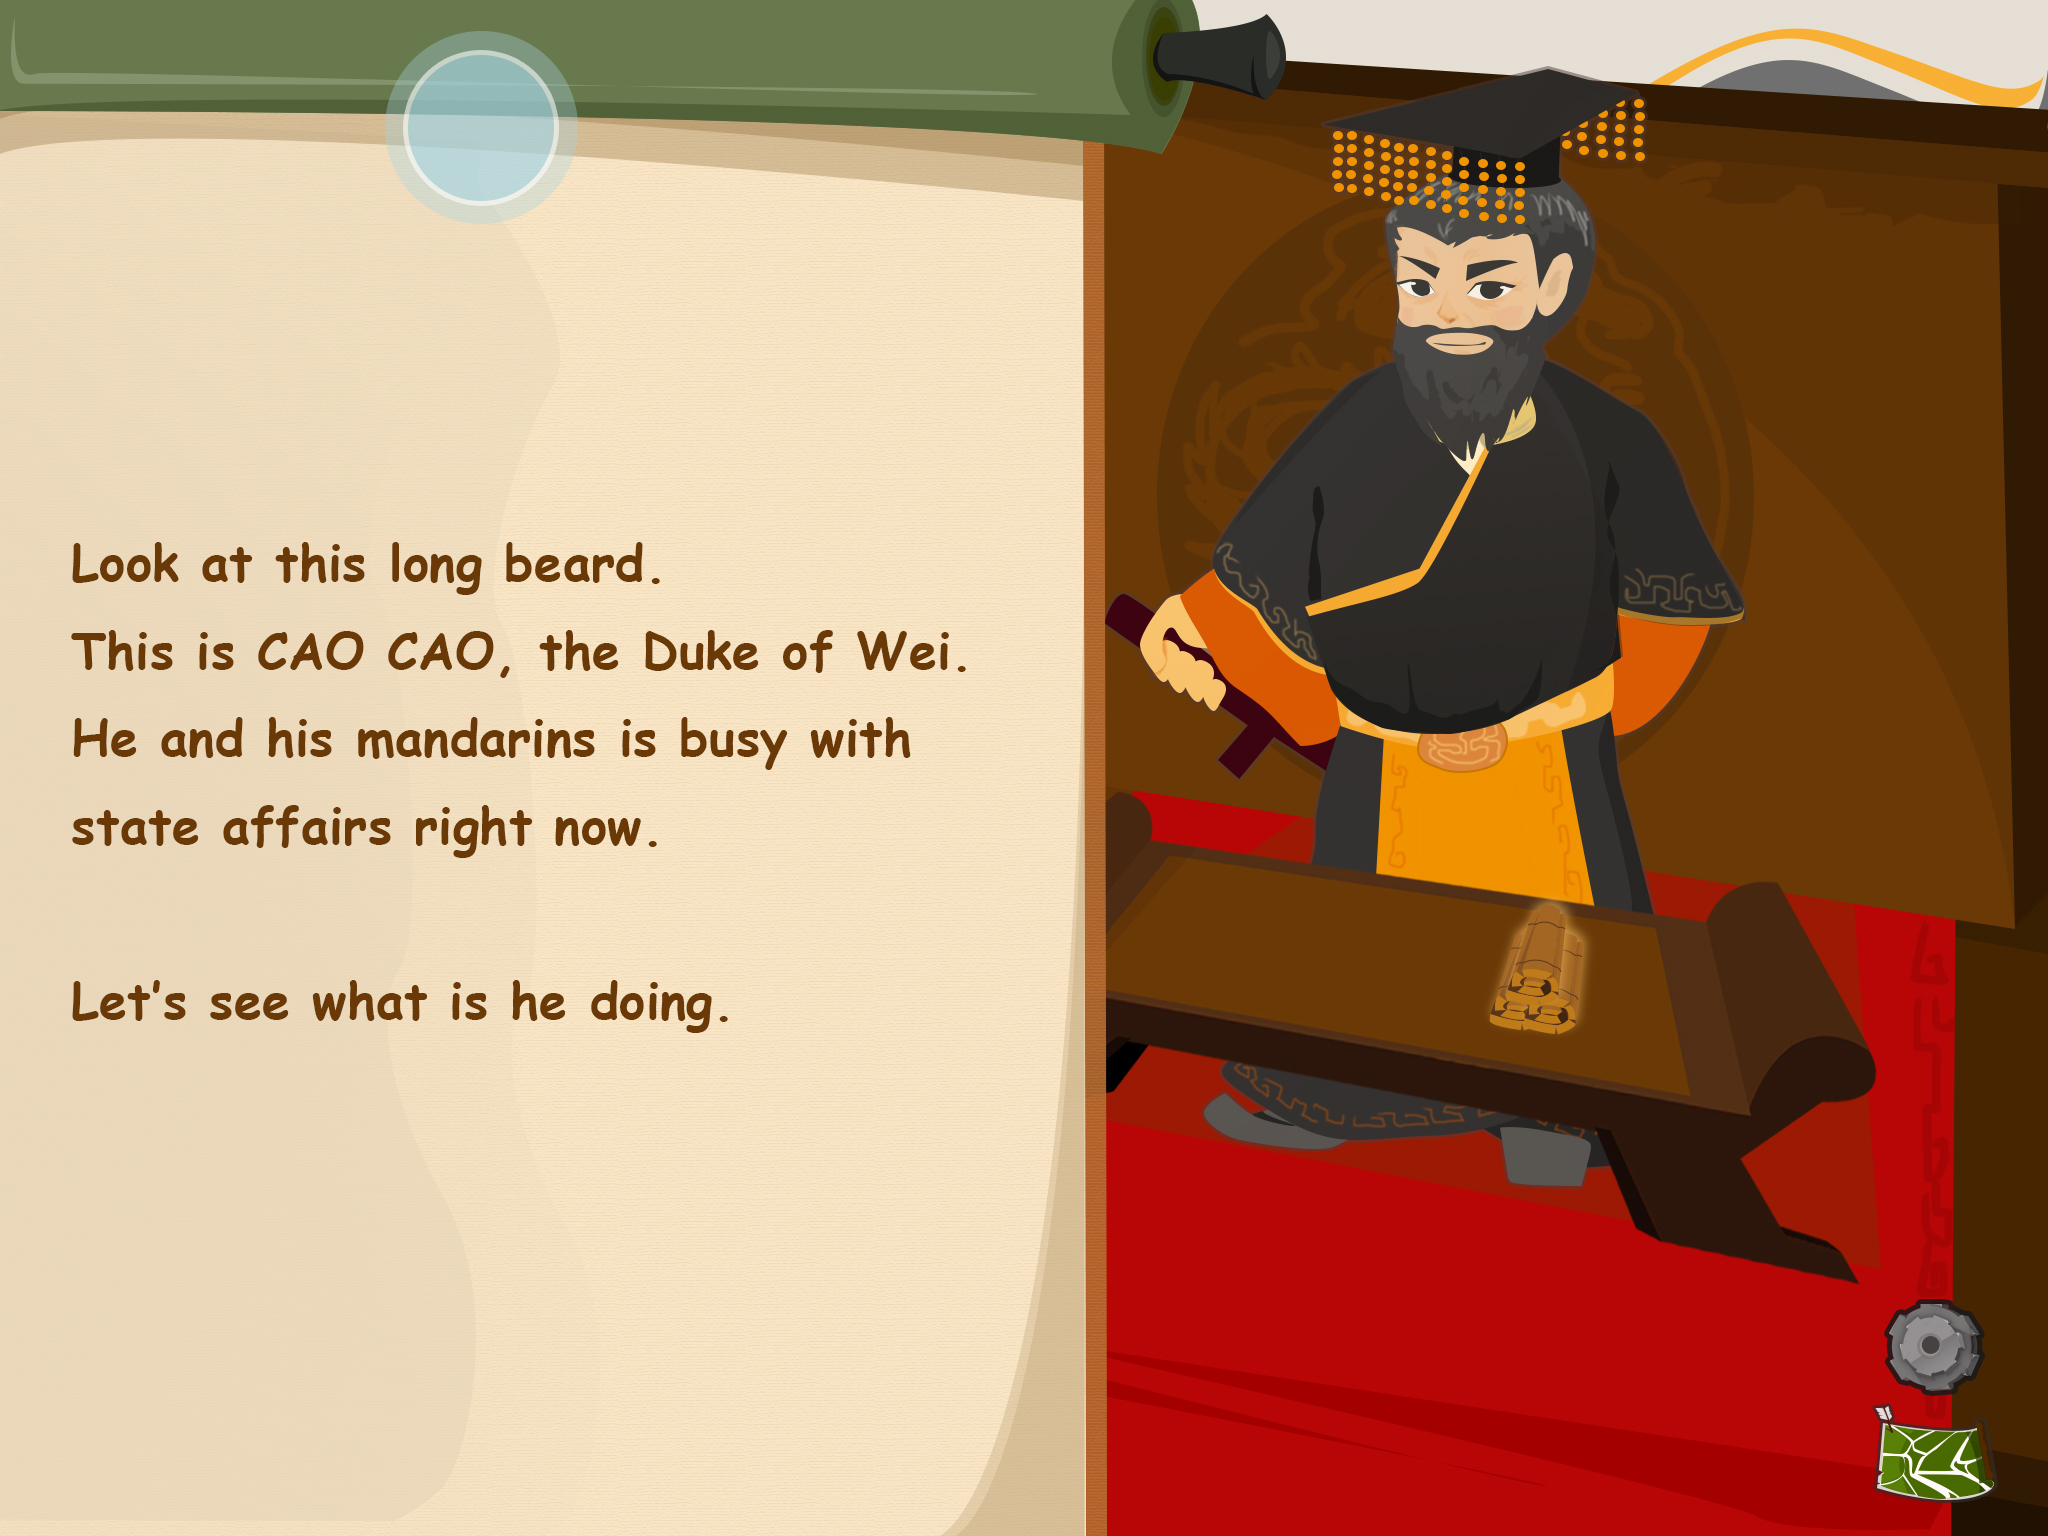 Look at this long beard.
This is CAO CAO, the Duke of Wei.
He and his mandarins is busy with
state affairs right now.
Let's see what is he doing.